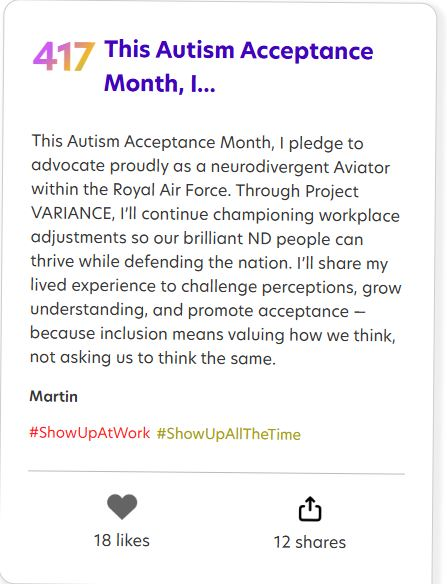 417 This Autism Acceptance
Month, I...
This Autism Acceptance Month, I pledge to
advocate proudly as a neurodivergent Aviator
within the Royal Air Force. Through Project
VARIANCE, I’ll continue championing workplace
adjustments so our brilliant ND people can
thrive while defending the nation. I’ll share my
lived experience to challenge perceptions, grow
understanding, and promote acceptance —
because inclusion means valuing how we think,
not asking us to think the same.
Martin
#ShowUpAtWork #ShowUpAllTheTime
18 likes 12 shares